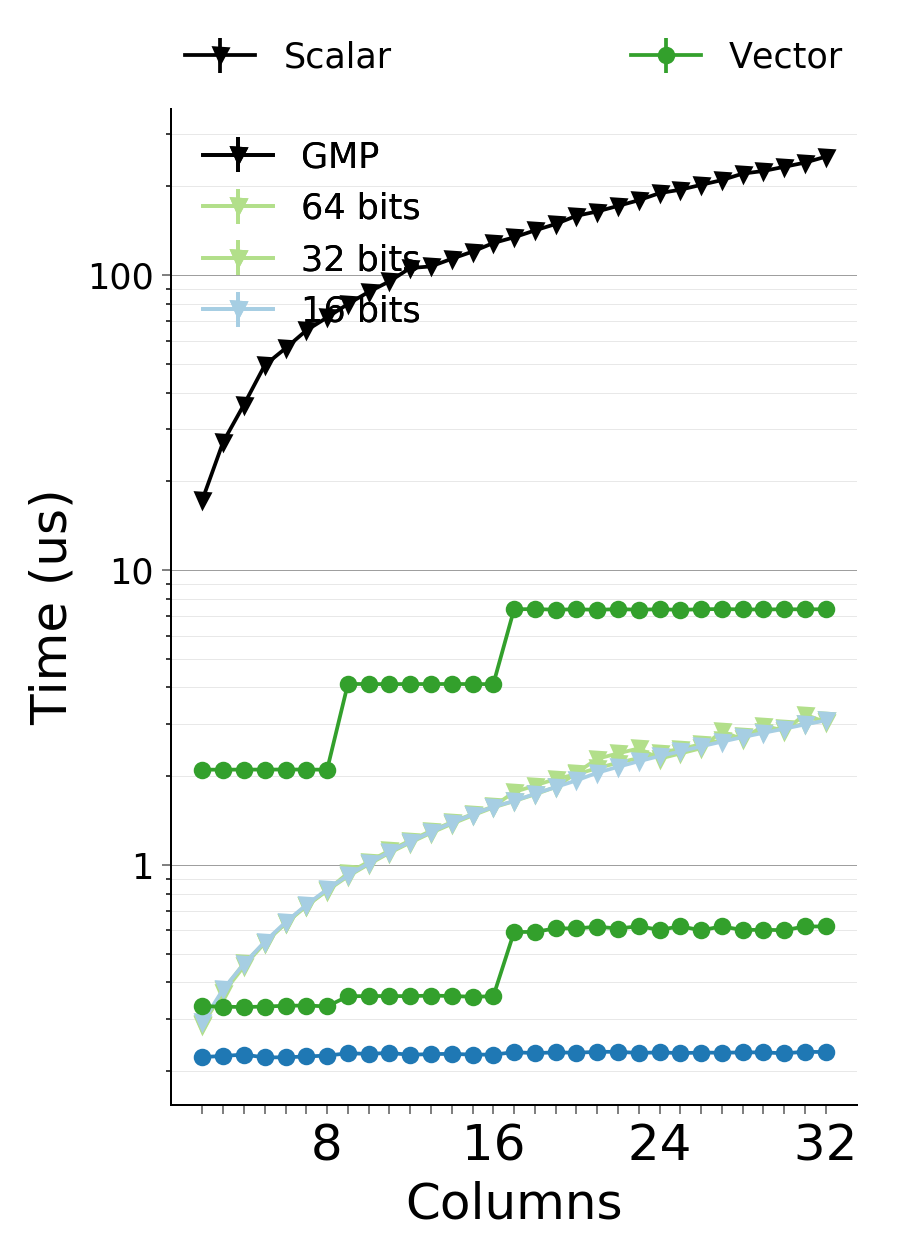 Scalar Vector
GMP
64 bits
32 bits
16 bits
100
10
1
Time (us)
8 16 24 32
Columns